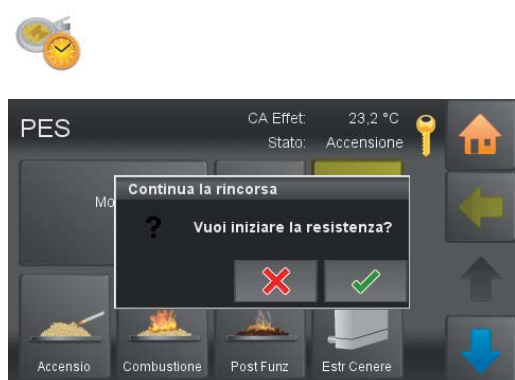 PES
CA Effet: 23,2 °C
Stato: Accensione
Mo
Continua la rincorsa
? Vuoi iniziare la resistenza?
Accensio Combustione Post Funz Estr Cenere